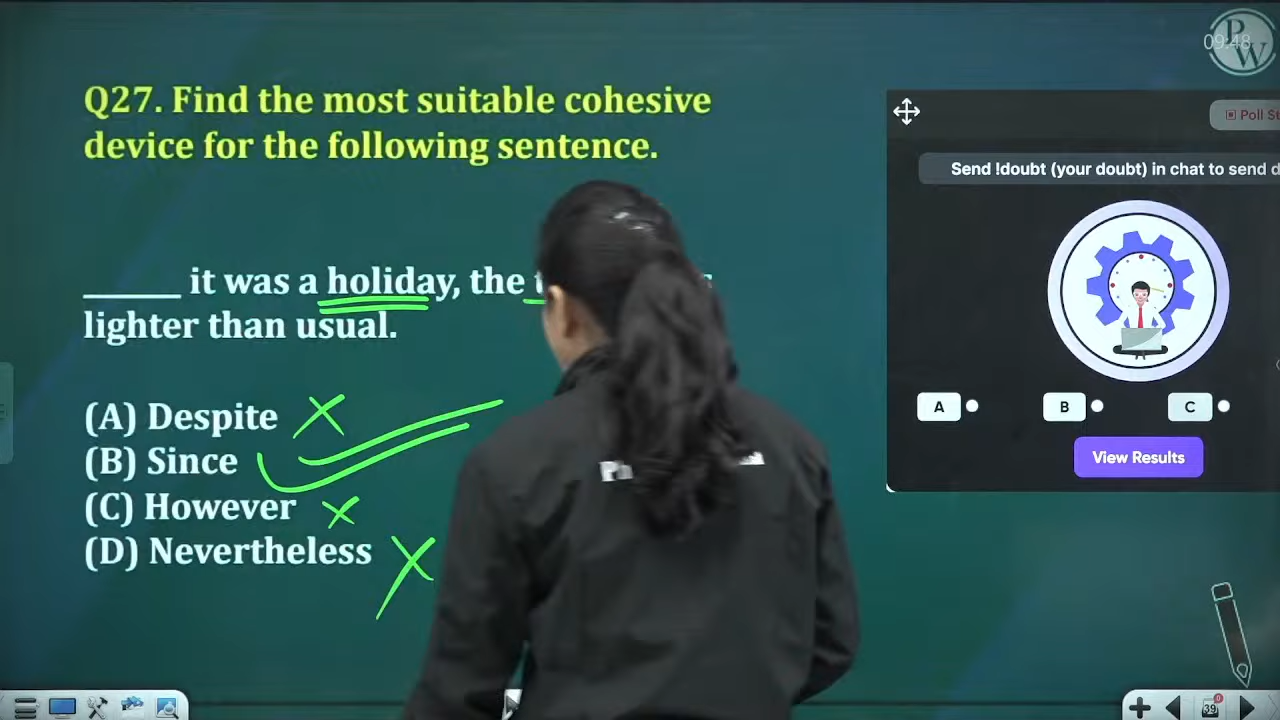 Q27. Find the most suitable cohesive
device for the following sentence.
______ it was a holiday, the
lighter than usual.
(A) Despite
(B) Since
(C) However
(D) Nevertheless
PW
09:48
Poll
Send !doubt (your doubt) in chat to send
A
B
C
View Results
39